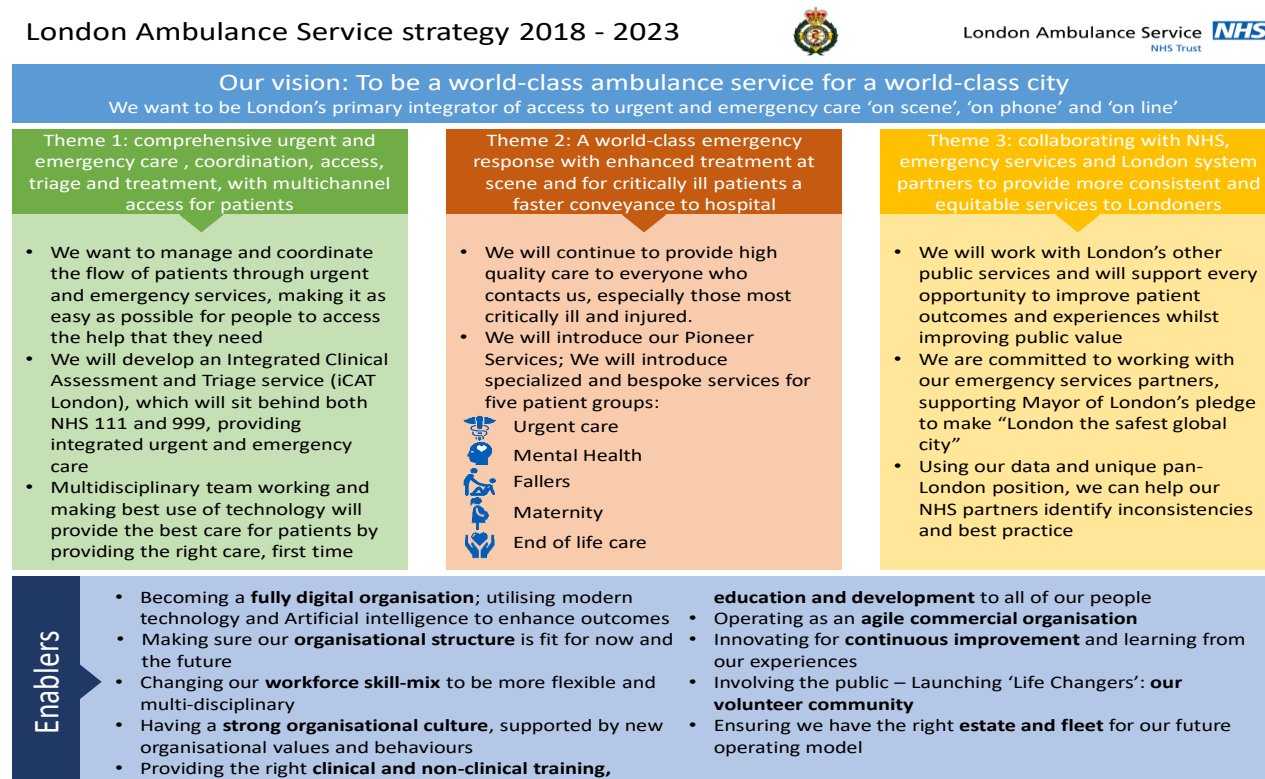 London Ambulance Service strategy 2018 - 2023
London Ambulance Service NHS
NHS Trust
Our vision: To be a world-class ambulance service for a world-class city
We want to be London's primary integrator of access to urgent and emergency care 'on scene', 'on phone' and 'on line'
Theme 1: comprehensive urgent and
emergency care , coordination, access,
triage and treatment, with multichannel
access for patients
• We want to manage and coordinate
the flow of patients through urgent
and emergency services, making it as
easy as possible for people to access
the help that they need
• We will develop an Integrated Clinical
Assessment and Triage service (iCAT
London), which will sit behind both
NHS 111 and 999, providing
integrated urgent and emergency
care
• Multidisciplinary team working and
making best use of technology will
provide the best care for patients by
providing the right care, first time
Theme 2: A world-class emergency
response with enhanced treatment at
scene and for critically ill patients a
faster conveyance to hospital
• We will continue to provide high
quality care to everyone who
contacts us, especially those most
critically ill and injured.
• We will introduce our Pioneer
Services; We will introduce
specialized and bespoke services for
five patient groups:
Urgent care
Mental Health
Fallers
Maternity
End of life care
Theme 3: collaborating with NHS,
emergency services and London system
partners to provide more consistent and
equitable services to Londoners
• We will work with London's other
public services and will support every
opportunity to improve patient
outcomes and experiences whilst
improving public value
• We are committed to working with
our emergency services partners,
supporting Mayor of London's pledge
to make "London the safest global
city"
• Using our data and unique pan-
London position, we can help our
NHS partners identify inconsistencies
and best practice
Enablers
• Becoming a fully digital organisation; utilising modern
technology and Artificial intelligence to enhance outcomes
• Making sure our organisational structure is fit for now and
the future
• Changing our workforce skill-mix to be more flexible and
multi-disciplinary
• Having a strong organisational culture, supported by new
organisational values and behaviours
• Providing the right clinical and non-clinical training,
education and development to all of our people
• Operating as an agile commercial organisation
• Innovating for continuous improvement and learning from
our experiences
• Involving the public – Launching 'Life Changers': our
volunteer community
• Ensuring we have the right estate and fleet for our future
operating model